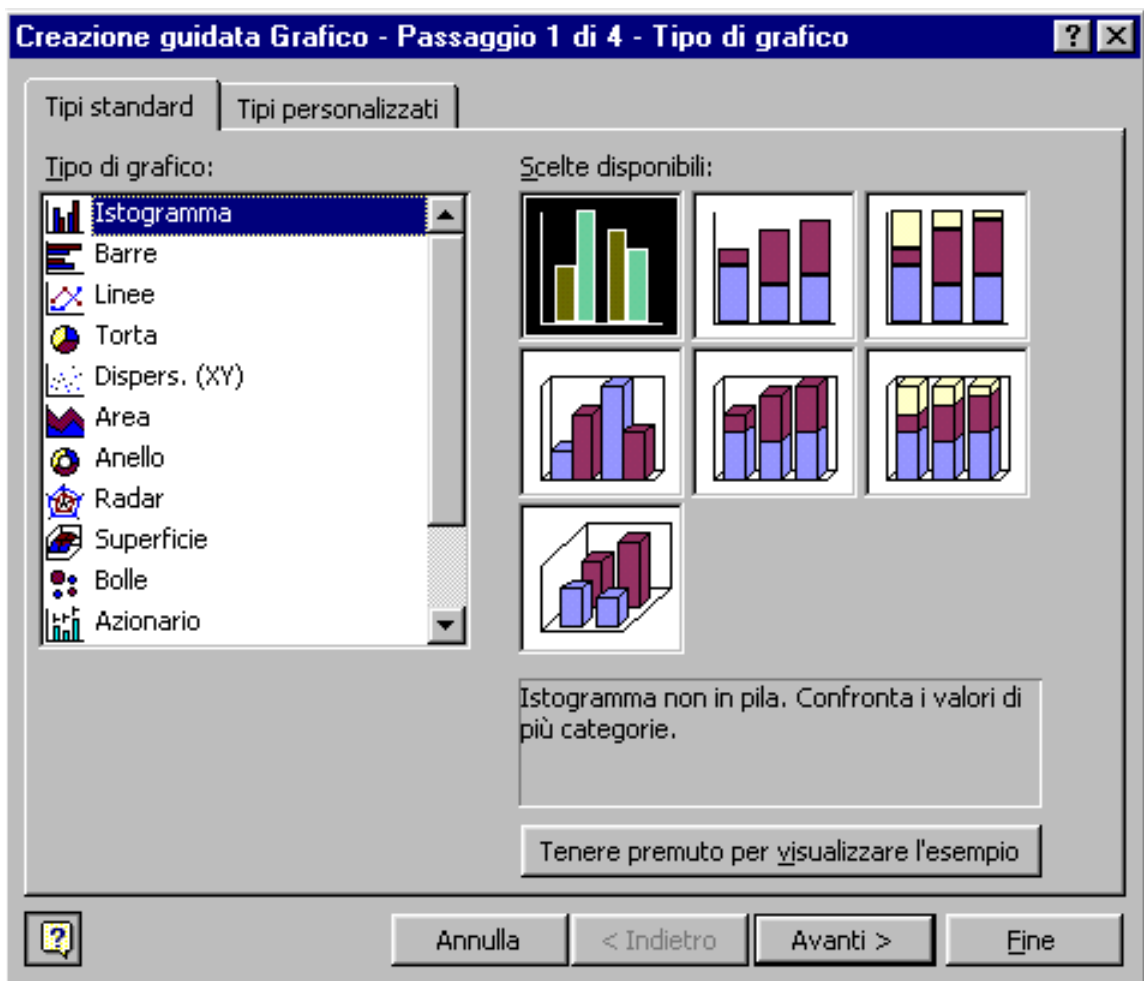 Creazione guidata Grafico - Passaggio 1 di 4 - Tipo di grafico
Tipi standard
Tipi personalizzati
Tipo di grafico:
Istogramma
Barre
Linee
Torta
Dispers. (XY)
Area
Anello
Radar
Superficie
Bolle
Azionario
Scelte disponibili:
Istogramma non in pila. Confronta i valori di
più categorie.
Tenere premuto per visualizzare l'esempio
Annulla
< Indietro
Avanti >
Fine